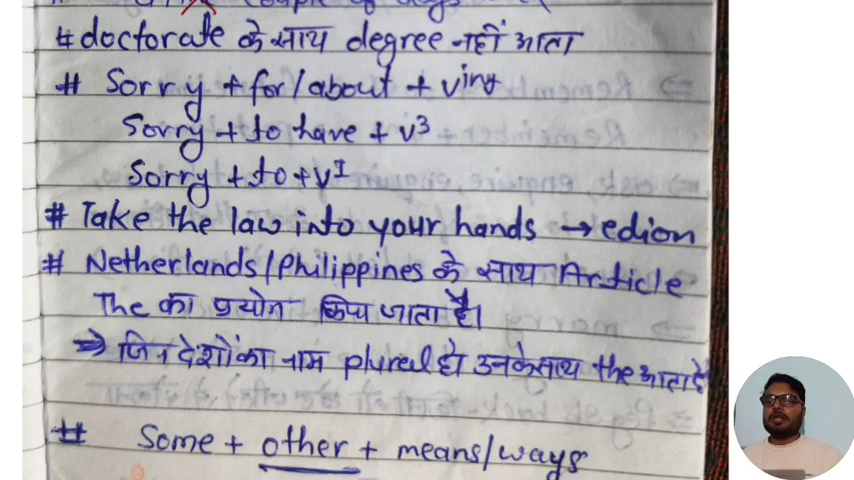 # doctorate के साथ degree नहीं आता
# Sorry + for/about + Ving
Sorry + to have + V3
Sorry + to + VI
# Take the law into your hands → edion
# Netherlands/Philippines के साथ Article
The का प्रयोग किया जाता है।
⇒ जिन देशों का नाम plural हो उनके साथ the आता है
# Some + other + means/ways